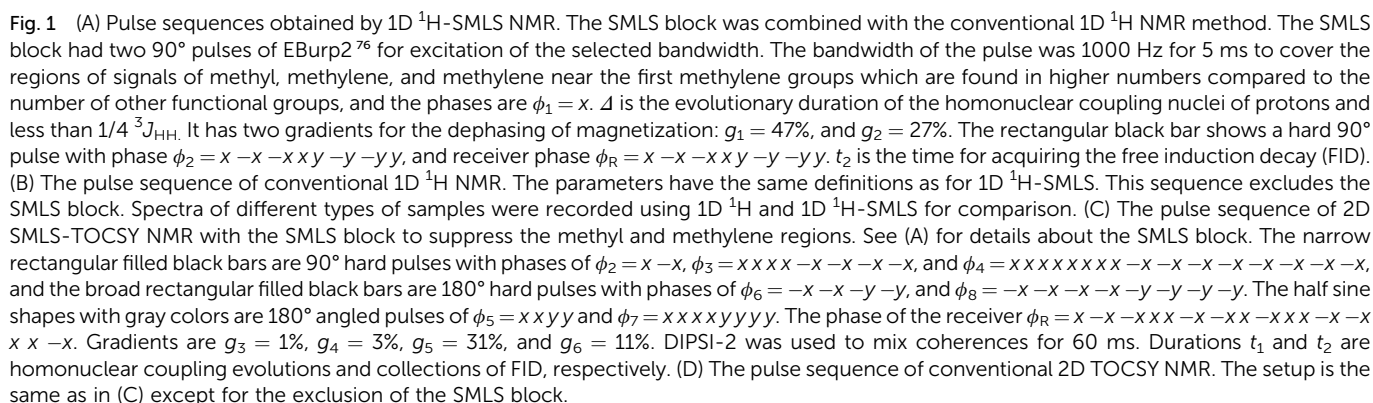 Fig. 1 (A) Pulse sequences obtained by 1D ¹H-SMLS NMR. The SMLS block was combined with the conventional 1D ¹H NMR method. The SMLS
block had two 90° pulses of EBurp2 ⁷⁶ for excitation of the selected bandwidth. The bandwidth of the pulse was 1000 Hz for 5 ms to cover the
regions of signals of methyl, methylene, and methylene near the first methylene groups which are found in higher numbers compared to the
number of other functional groups, and the phases are ϕ₁ = x. Δ is the evolutionary duration of the homonuclear coupling nuclei of protons and
less than 1/4 ³J_HH. It has two gradients for the dephasing of magnetization: g₁ = 47%, and g₂ = 27%. The rectangular black bar shows a hard 90°
pulse with phase ϕ₂ = x −x −x x y −y −y y, and receiver phase ϕ_R = x −x −x x y −y −y y. t₂ is the time for acquiring the free induction decay (FID).
(B) The pulse sequence of conventional 1D ¹H NMR. The parameters have the same definitions as for 1D ¹H-SMLS. This sequence excludes the
SMLS block. Spectra of different types of samples were recorded using 1D ¹H and 1D ¹H-SMLS for comparison. (C) The pulse sequence of 2D
SMLS-TOCSY NMR with the SMLS block to suppress the methyl and methylene regions. See (A) for details about the SMLS block. The narrow
rectangular filled black bars are 90° hard pulses with phases of ϕ₂ = x −x, ϕ₃ = x x x x −x −x −x −x, and ϕ₄ = x x x x x x x x −x −x −x −x −x −x −x −x,
and the broad rectangular filled black bars are 180° hard pulses with phases of ϕ₆ = −x −x −y −y, and ϕ₈ = −x −x −x −x −y −y −y −y. The half sine
shapes with gray colors are 180° angled pulses of ϕ₅ = x x y y and ϕ₇ = x x x x y y y y. The phase of the receiver ϕ_R = x −x −x x x −x −x x −x x x −x −x
x x −x. Gradients are g₃ = 1%, g₄ = 3%, g₅ = 31%, and g₆ = 11%. DIPSI-2 was used to mix coherences for 60 ms. Durations t₁ and t₂ are
homonuclear coupling evolutions and collections of FID, respectively. (D) The pulse sequence of conventional 2D TOCSY NMR. The setup is the
same as in (C) except for the exclusion of the SMLS block.